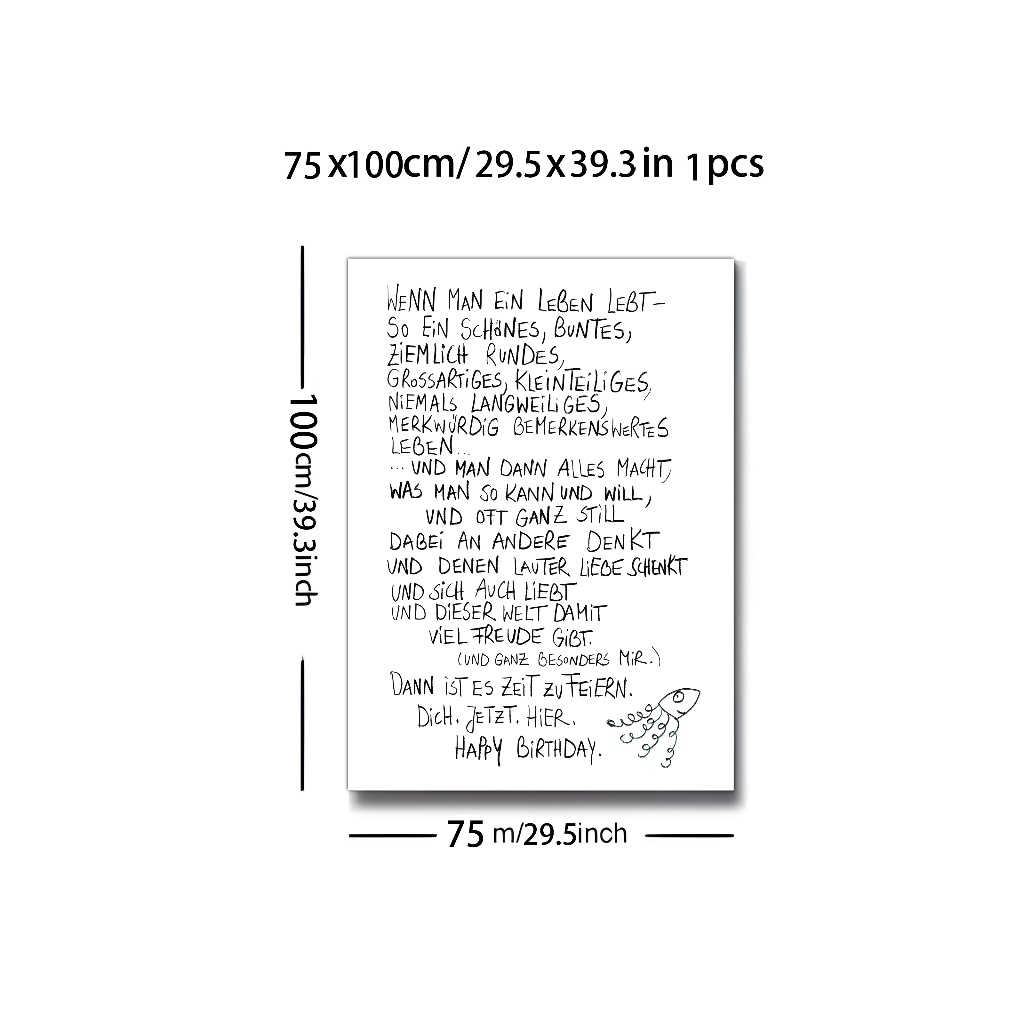 75x100cm/29.5x39.3in 1pcs
WENN MAN EIN LEBEN LEBT–
SO EIN SCHÖNES, BUNTES,
ZIEMLICH RUNDES,
GROSSARTIGES, KLEINTEILIGES,
NIEMALS LANGWEILIGES,
MERKWÜRDIG BEMERKENSWERTES
LEBEN...
... UND MAN DANN ALLES MACHT,
WAS MAN SO KANN UND WILL,
UND OFT GANZ STILL
DABEI AN ANDERE DENKT
UND DENEN LAUTER LIEBE SCHENKT
UND SICH AUCH LIEBT
UND DIESER WELT DAMIT
VIEL FREUDE GIBT.
(UND GANZ BESONDERS MIR.)
DANN IST ES ZEIT ZU FEIERN.
DICH. JETZT. HIER.
HAPPY BIRTHDAY.
100cm/39.3inch
75 m/29.5inch